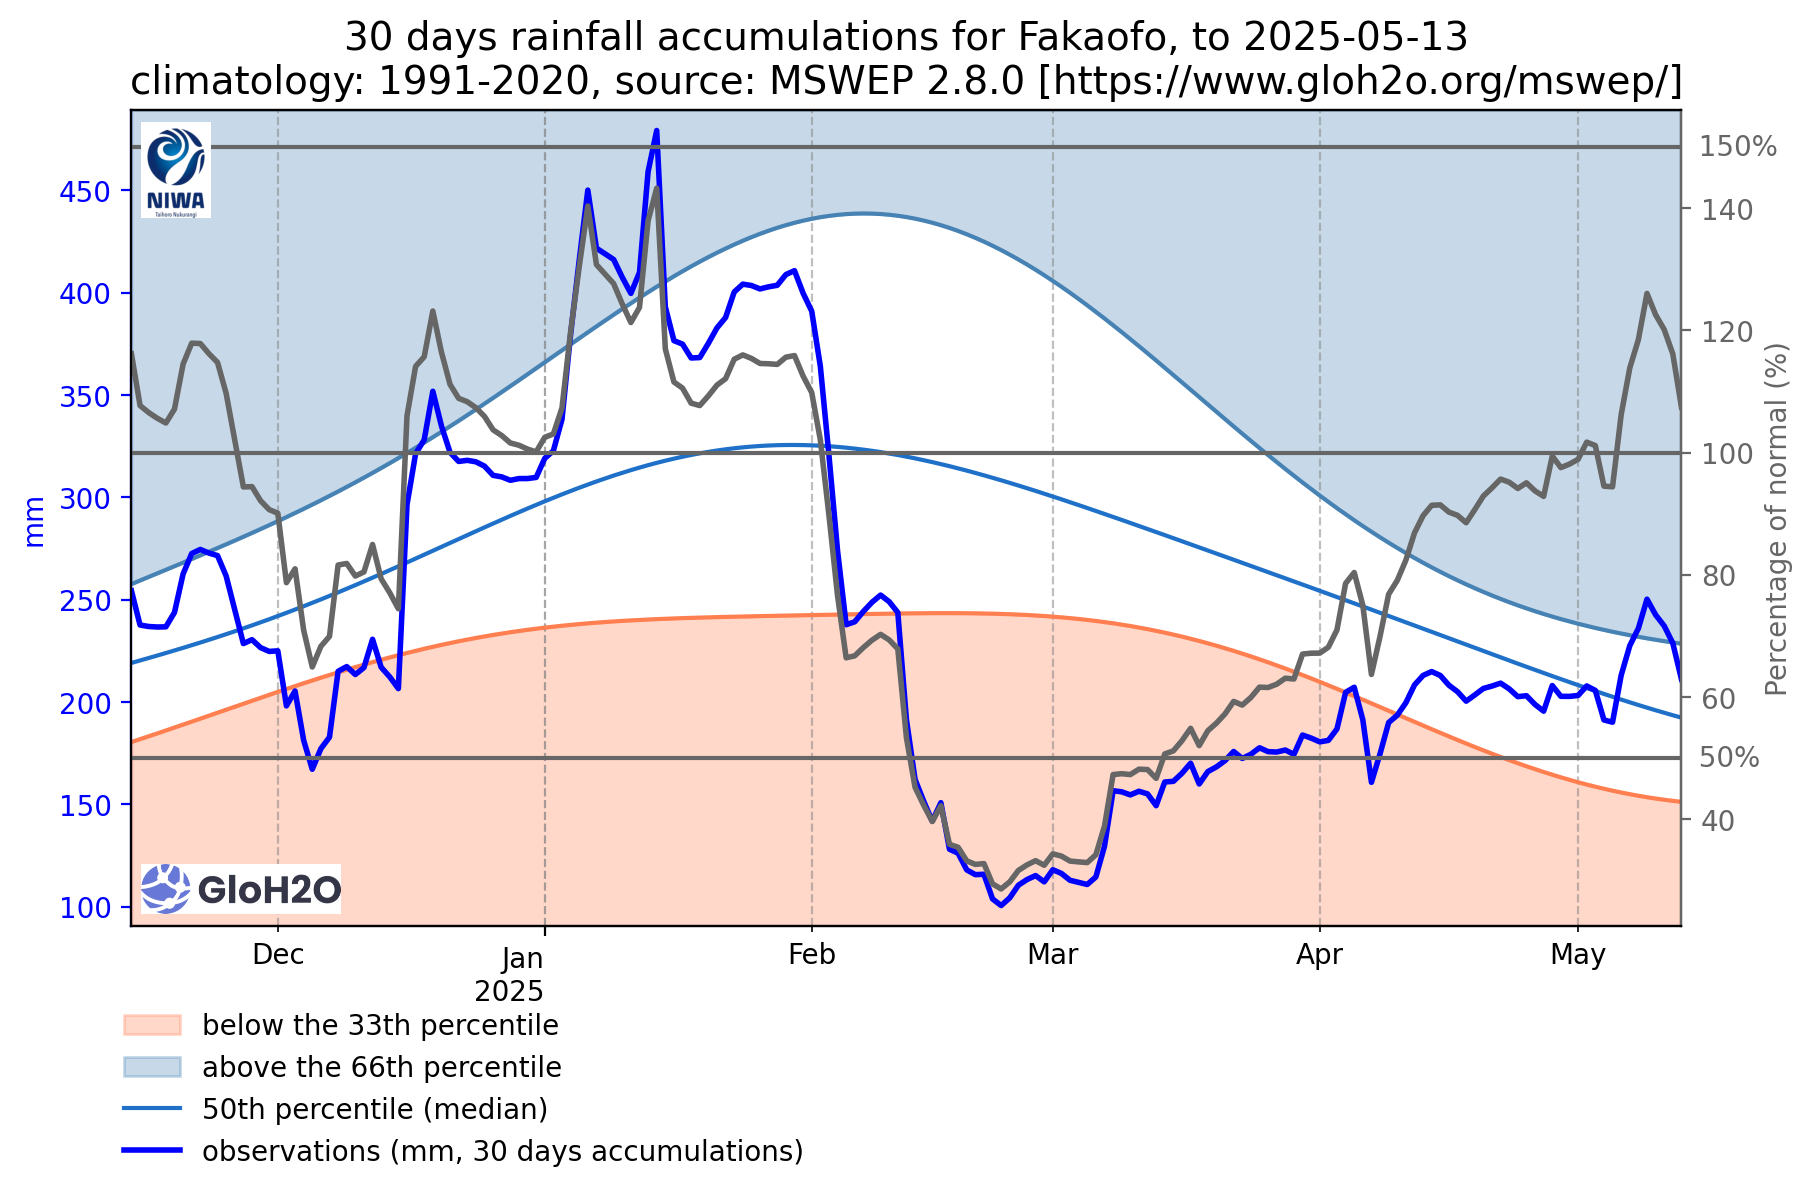 30 days rainfall accumulations for Fakaofo, to 2025-05-13
climatology: 1991-2020, source: MSWEP 2.8.0 [https://www.gloh2o.org/mswep/]
NIWA
Taihoro Nukurangi
450
400
350
300
250
200
150
100
mm
150%
140
120
100
80
60
50%
40
Percentage of normal (%)
GloH2O
Dec
Jan
2025
Feb
Mar
Apr
May
below the 33th percentile
above the 66th percentile
50th percentile (median)
observations (mm, 30 days accumulations)